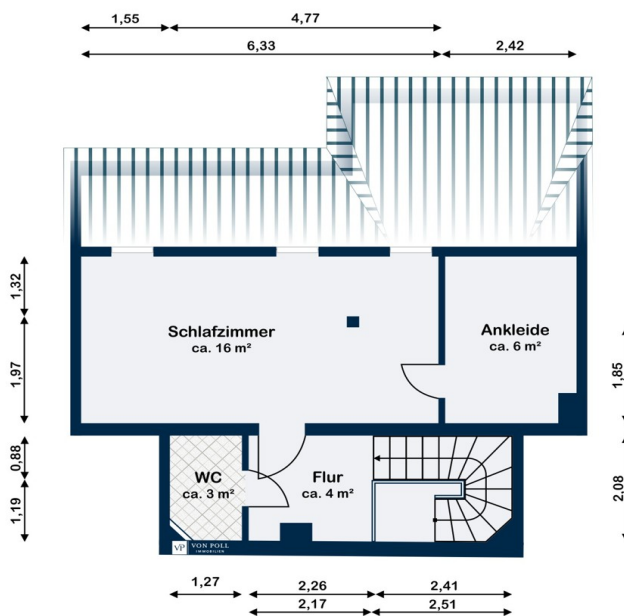 1,55
4,77
6,33
2,42
1,32
1,97
0,88
1,19
Schlafzimmer
ca. 16 m²
Ankleide
ca. 6 m²
1,85
2,08
WC
ca. 3 m²
Flur
ca. 4 m²
VP VON POLL
IMMOBILIEN
1,27
2,26
2,41
2,17
2,51